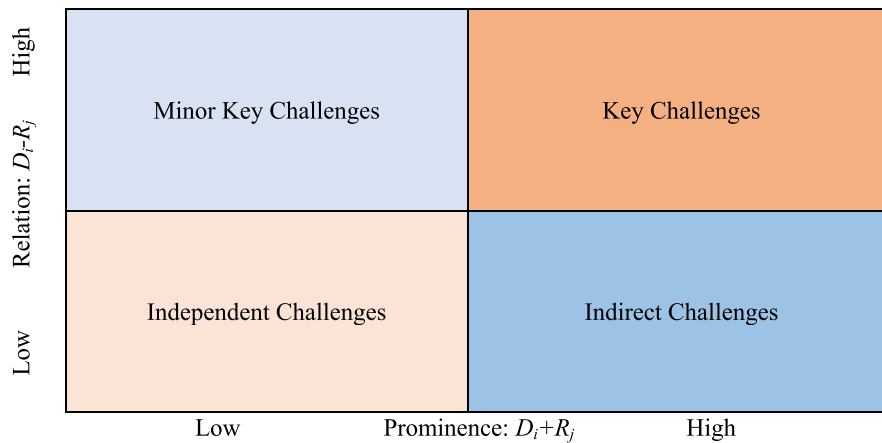 High
Minor Key Challenges
Key Challenges
Relation: Di-Rj
Independent Challenges
Indirect Challenges
Low
Low
Prominence: Di+Rj
High